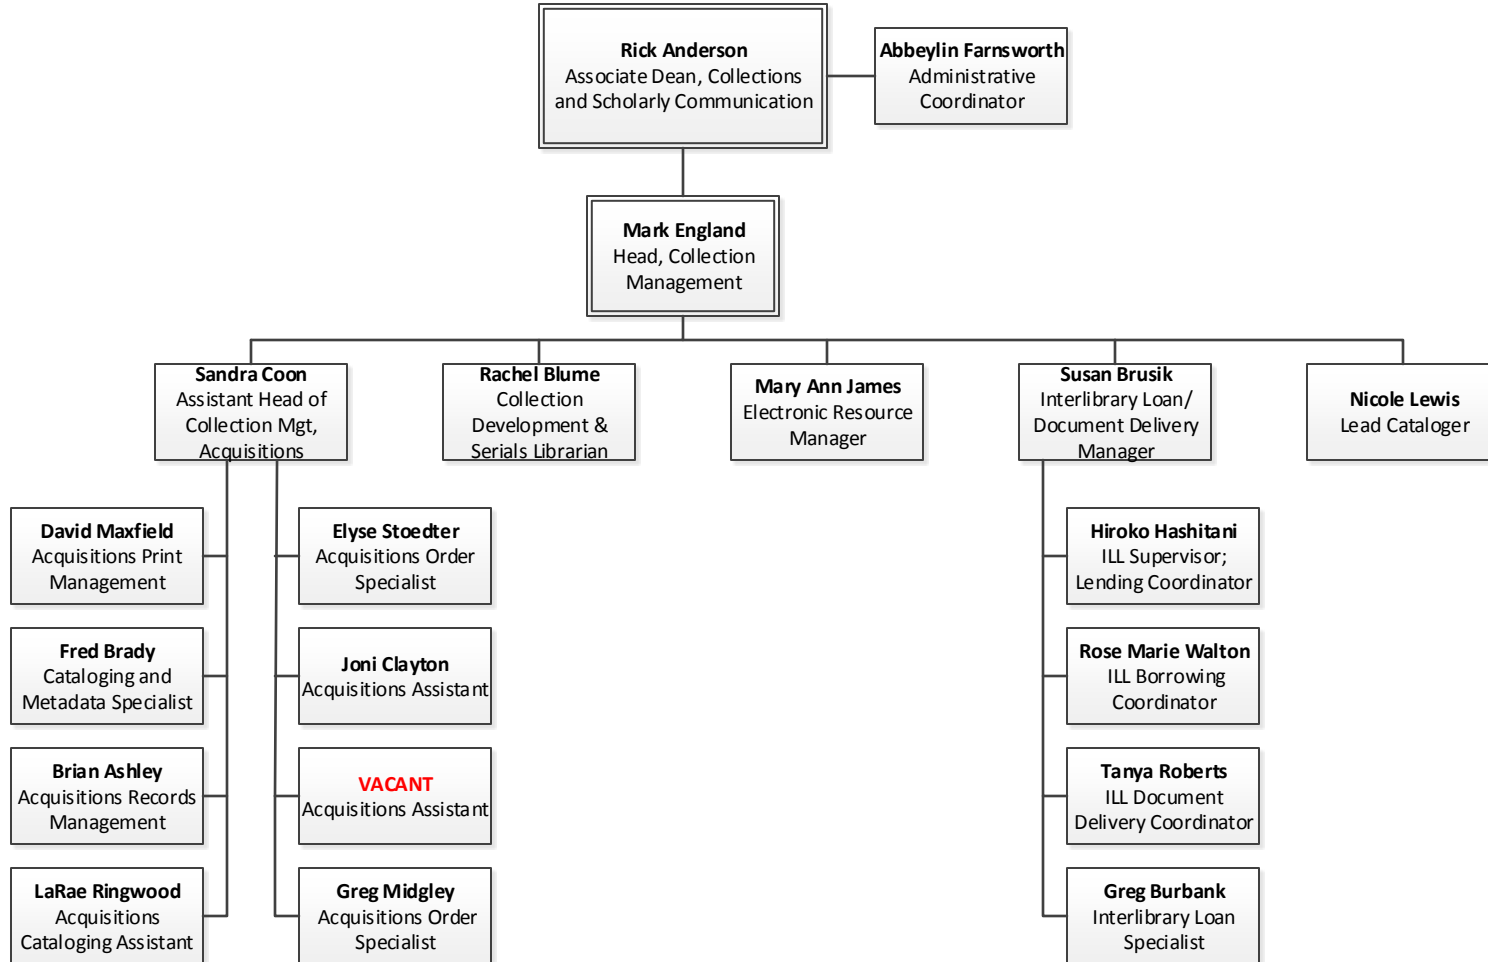 Rick Anderson
Associate Dean, Collections
and Scholarly Communication
Abbeylin Farnsworth
Administrative
Coordinator
Mark England
Head, Collection
Management
Sandra Coon
Assistant Head of
Collection Mgt,
Acquisitions
Rachel Blume
Collection
Development &
Serials Librarian
Mary Ann James
Electronic Resource
Manager
Susan Brusik
Interlibrary Loan/
Document Delivery
Manager
Nicole Lewis
Lead Cataloger
David Maxfield
Acquisitions Print
Management
Elyse Stoedter
Acquisitions Order
Specialist
Hiroko Hashitani
ILL Supervisor;
Lending Coordinator
Fred Brady
Cataloging and
Metadata Specialist
Joni Clayton
Acquisitions Assistant
Rose Marie Walton
ILL Borrowing
Coordinator
Brian Ashley
Acquisitions Records
Management
VACANT
Acquisitions Assistant
Tanya Roberts
ILL Document
Delivery Coordinator
LaRae Ringwood
Acquisitions
Cataloging Assistant
Greg Midgley
Acquisitions Order
Specialist
Greg Burbank
Interlibrary Loan
Specialist